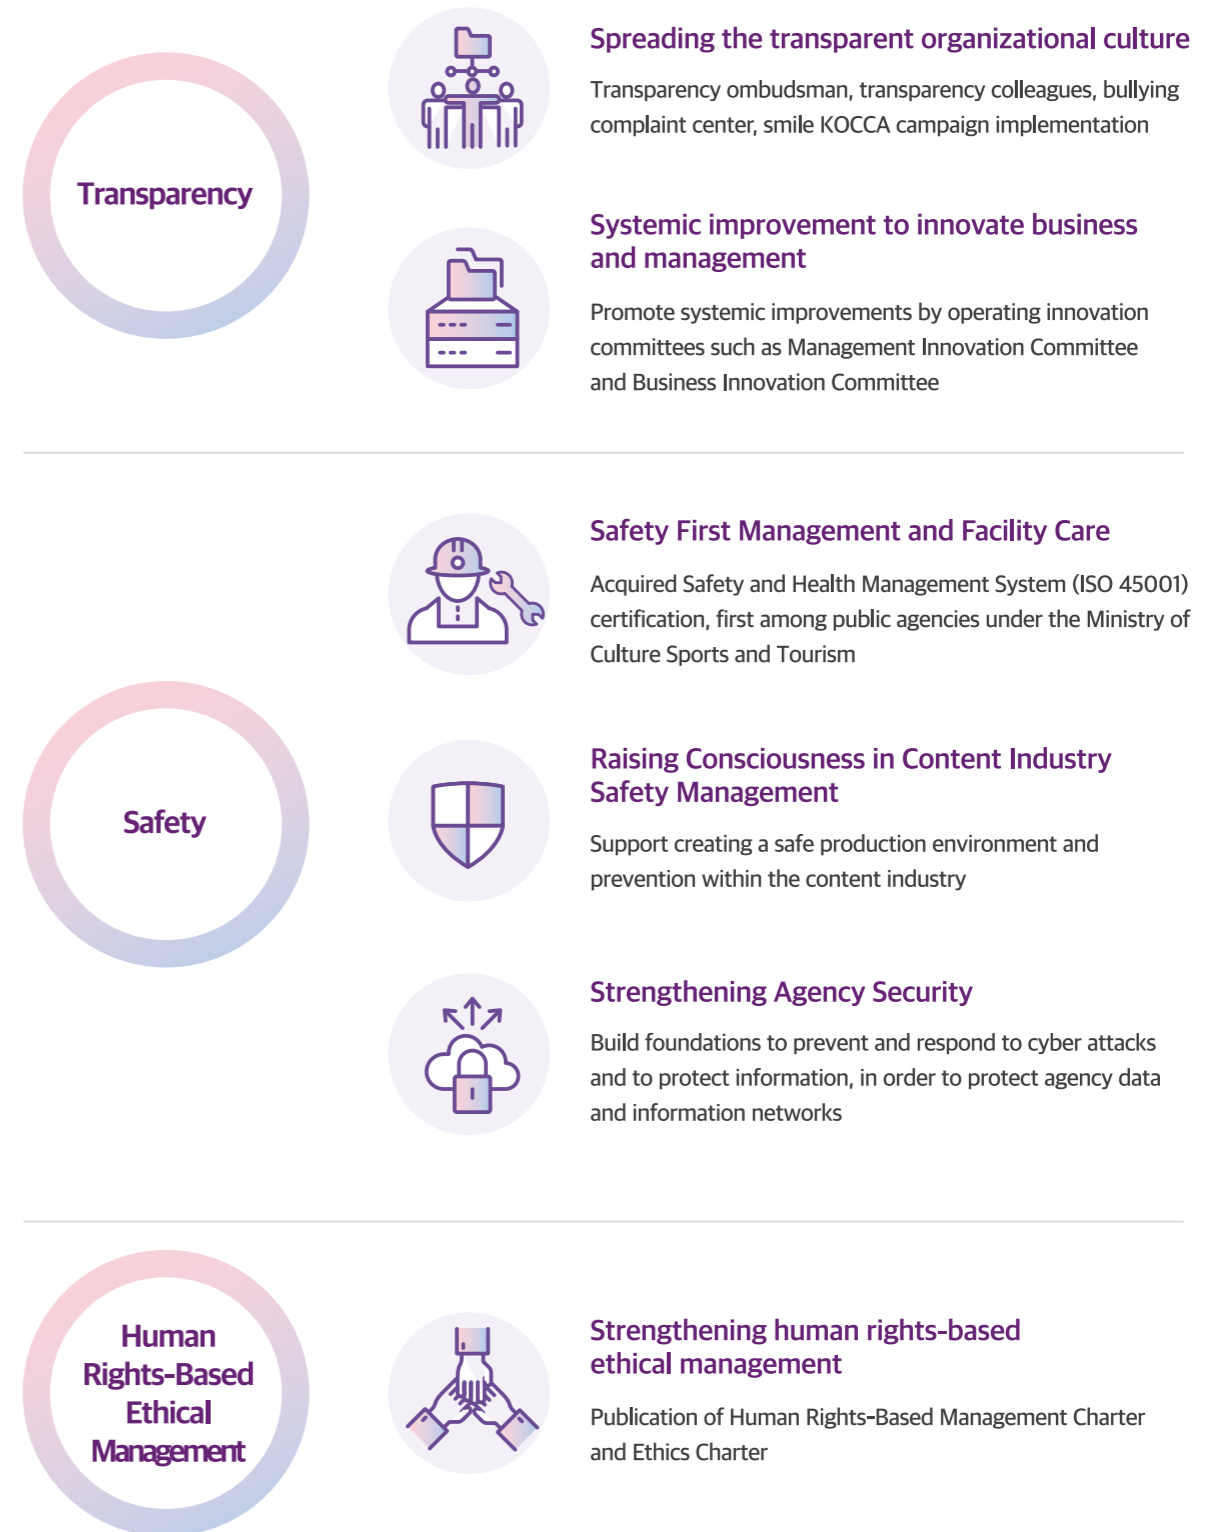 Transparency
Spreading the transparent organizational culture
Transparency ombudsman, transparency colleagues, bullying
complaint center, smile KOCCA campaign implementation
Systemic improvement to innovate business
and management
Promote systemic improvements by operating innovation
committees such as Management Innovation Committee
and Business Innovation Committee
Safety
Safety First Management and Facility Care
Acquired Safety and Health Management System (ISO 45001)
certification, first among public agencies under the Ministry of
Culture Sports and Tourism
Raising Consciousness in Content Industry
Safety Management
Support creating a safe production environment and
prevention within the content industry
Strengthening Agency Security
Build foundations to prevent and respond to cyber attacks
and to protect information, in order to protect agency data
and information networks
Human
Rights-Based
Ethical
Management
Strengthening human rights-based
ethical management
Publication of Human Rights-Based Management Charter
and Ethics Charter